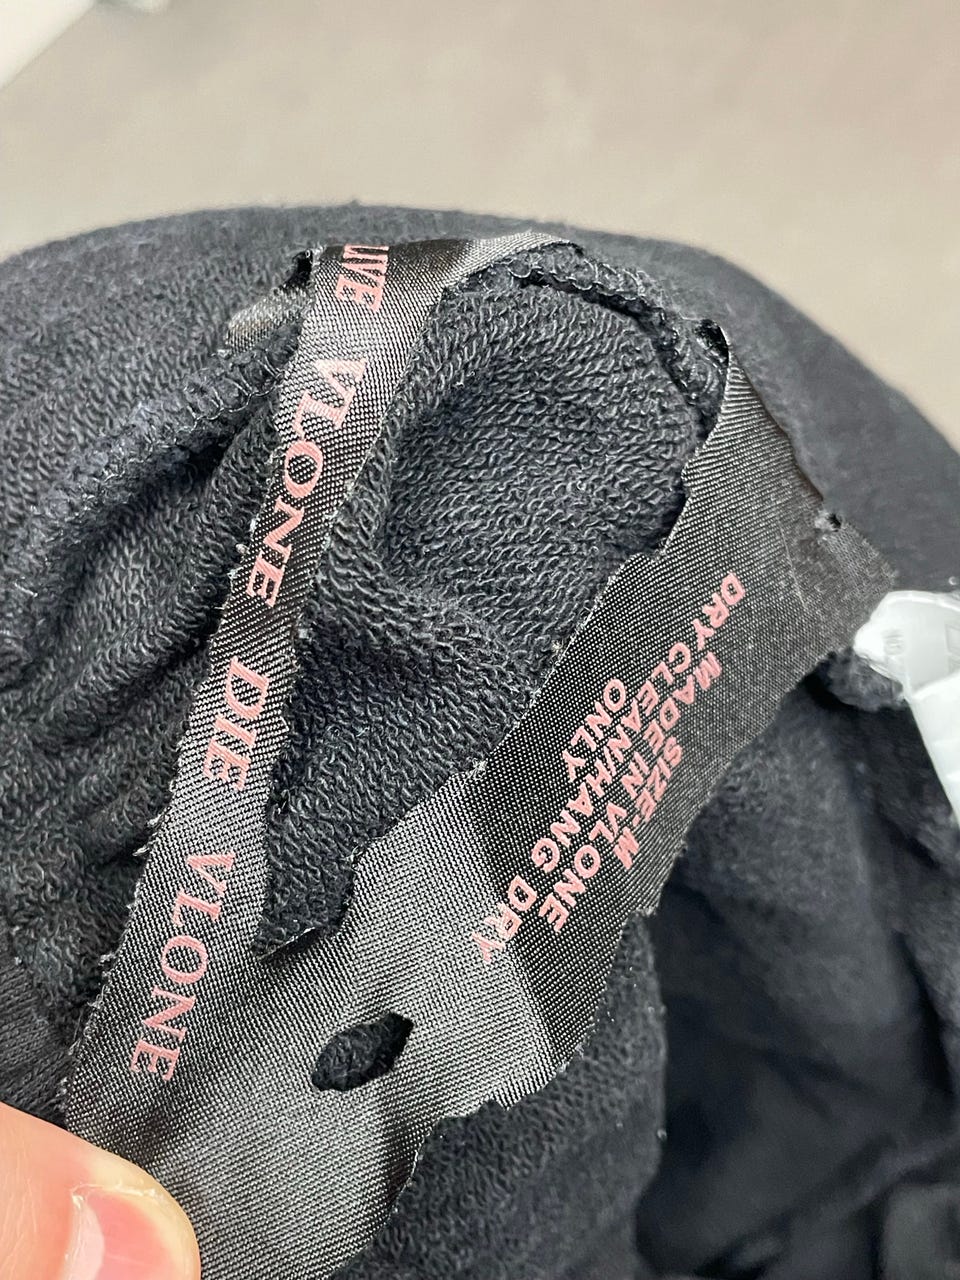 LIVE VLONE DIE VLONE
SIZE-M
MADE IN VLONE
DRY CLEAN/HANG DRY
ONLY